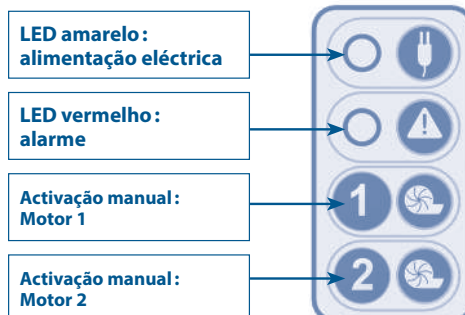 LED amarelo :
alimentação eléctrica
LED vermelho :
alarme
Activação manual :
Motor 1
1
Activação manual :
Motor 2
2